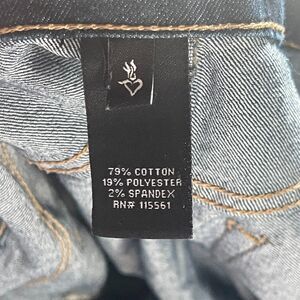 79% COTTON
19% POLYESTER
2% SPANDEX
RN# 115561